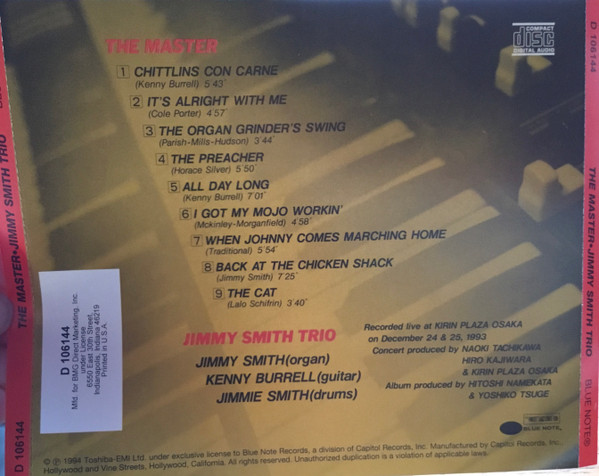 THE MASTER
1 CHITTLINS CON CARNE
(Kenny Burrell) 5'43"
2 IT'S ALRIGHT WITH ME
(Cole Porter) 4'57"
3 THE ORGAN GRINDER'S SWING
(Parish-Mills-Hudson) 3'44"
4 THE PREACHER
(Horace Silver) 5'50"
5 ALL DAY LONG
(Kenny Burrell) 7'01"
6 I GOT MY MOJO WORKIN'
(Mckinley-Morganfield) 4'58"
7 WHEN JOHNNY COMES MARCHING HOME
(Traditional) 5'54"
8 BACK AT THE CHICKEN SHACK
(Jimmy Smith) 7'25"
9 THE CAT
(Lalo Schifrin) 3'40"
JIMMY SMITH TRIO
JIMMY SMITH(organ)
KENNY BURRELL(guitar)
JIMMIE SMITH(drums)
Recorded live at KIRIN PLAZA OSAKA
on December 24 & 25, 1993
Concert produced by NAOKI TACHIKAWA
HIRO KAJIWARA
& KIRIN PLAZA OSAKA
Album produced by HITOSHI NAMEKATA
& YOSHIKO TSUGE
BLUE NOTE
© ℗ 1994 Toshiba-EMI Ltd. under exclusive license to Blue Note Records, a division of Capitol Records, Inc. Manufactured by Capitol Records, Inc.
Hollywood and Vine Streets, Hollywood, California. All rights reserved. Unauthorized duplication is a violation of applicable laws.
COMPACT
disc
DIGITAL AUDIO
D 106144
Mfd. for BMG Direct Marketing, Inc.
under License
6550 East 30th Street,
Indianapolis, Indiana 46219
Printed in U.S.A.
D 106144 THE MASTER•JIMMY SMITH TRIO
D 106144 THE MASTER•JIMMY SMITH TRIO BLUE NOTE®